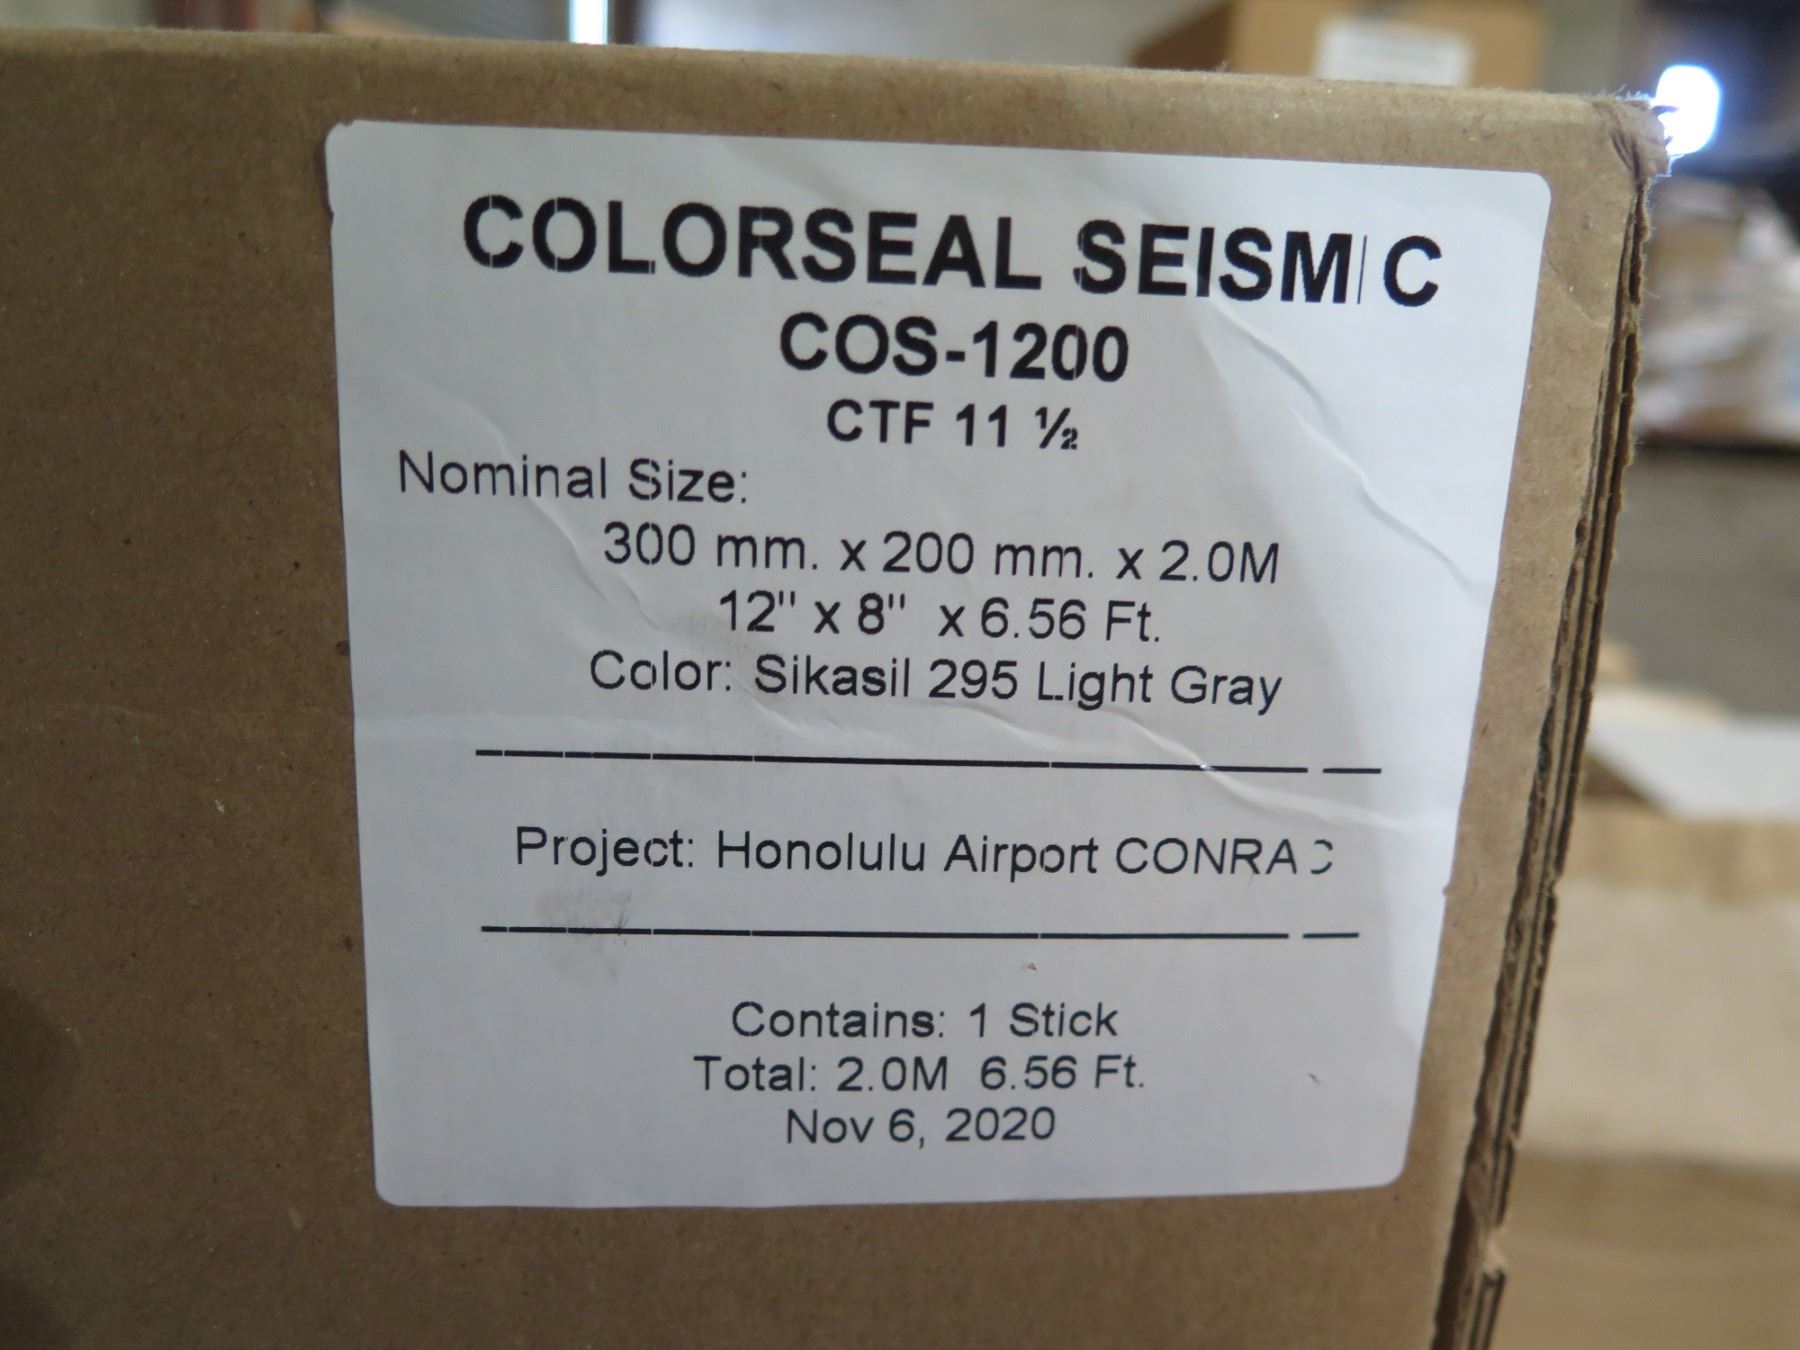 COLORSEAL SEISMIC
COS-1200
CTF 11 ½
Nominal Size:
300 mm. x 200 mm. x 2.0M
12" x 8" x 6.56 Ft.
Color: Sikasil 295 Light Gray
Project: Honolulu Airport CONRAC
Contains: 1 Stick
Total: 2.0M 6.56 Ft.
Nov 6, 2020